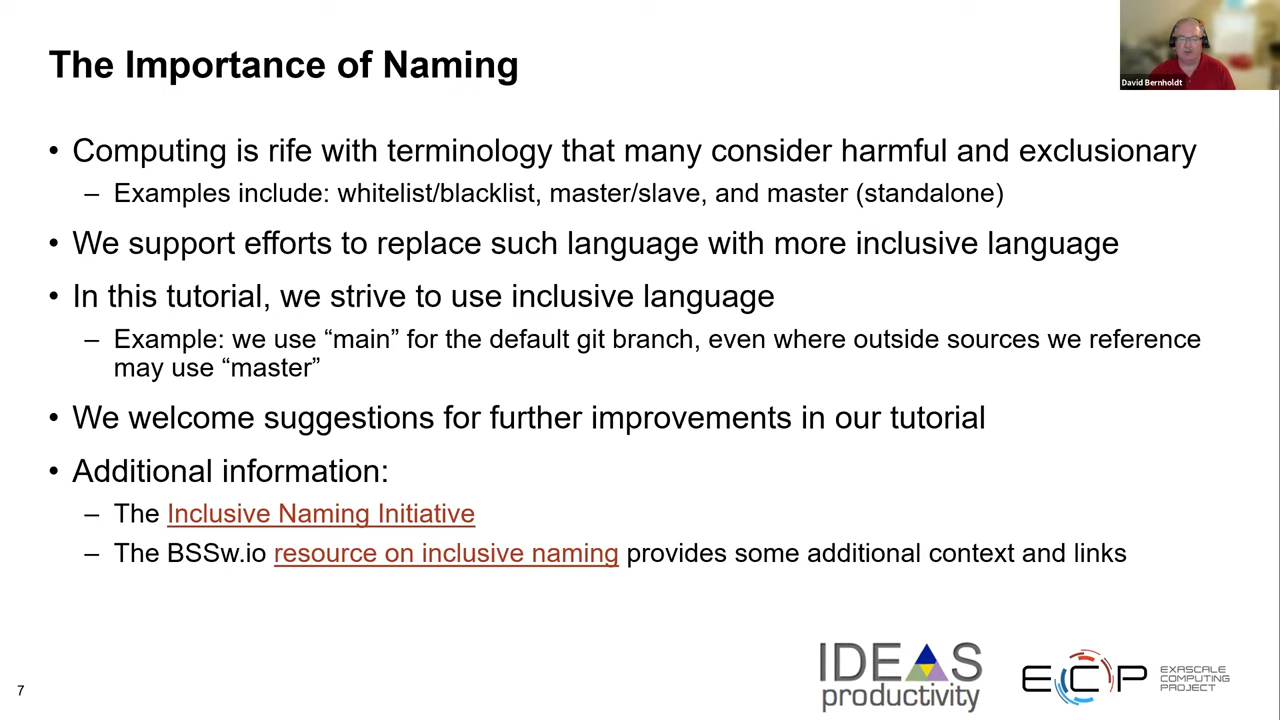 The Importance of Naming
David Bernholdt
• Computing is rife with terminology that many consider harmful and exclusionary
– Examples include: whitelist/blacklist, master/slave, and master (standalone)
• We support efforts to replace such language with more inclusive language
• In this tutorial, we strive to use inclusive language
– Example: we use “main” for the default git branch, even where outside sources we reference
may use “master”
• We welcome suggestions for further improvements in our tutorial
• Additional information:
– The Inclusive Naming Initiative
– The BSSw.io resource on inclusive naming provides some additional context and links
7
IDEAS
productivity
ECP
EXASCALE
COMPUTING
PROJECT